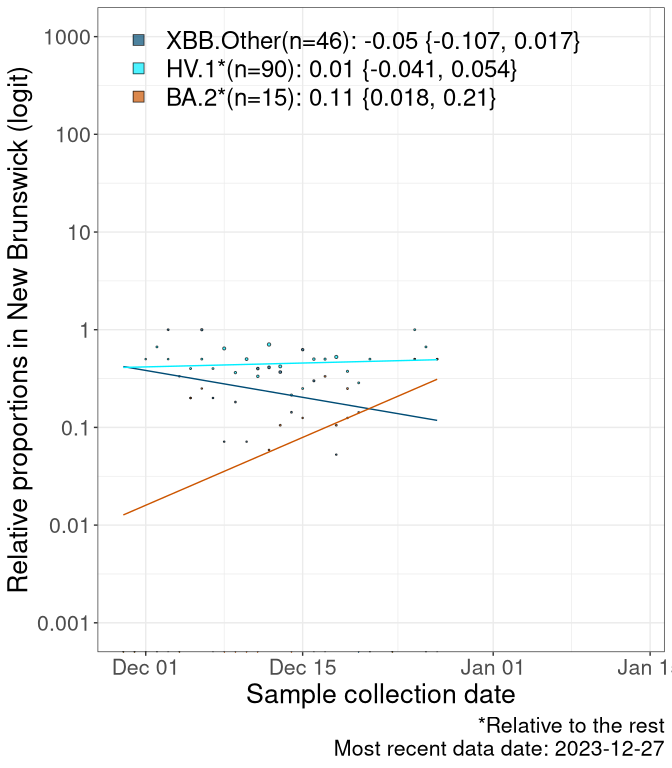 XBB.Other(n=46): -0.05 {-0.107, 0.017}
HV.1*(n=90): 0.01 {-0.041, 0.054}
BA.2*(n=15): 0.11 {0.018, 0.21}
Relative proportions in New Brunswick (logit)
1000
100
10
1
0.1
0.01
0.001
Dec 01 Dec 15 Jan 01 Jan
Sample collection date
*Relative to the rest
Most recent data date: 2023-12-27